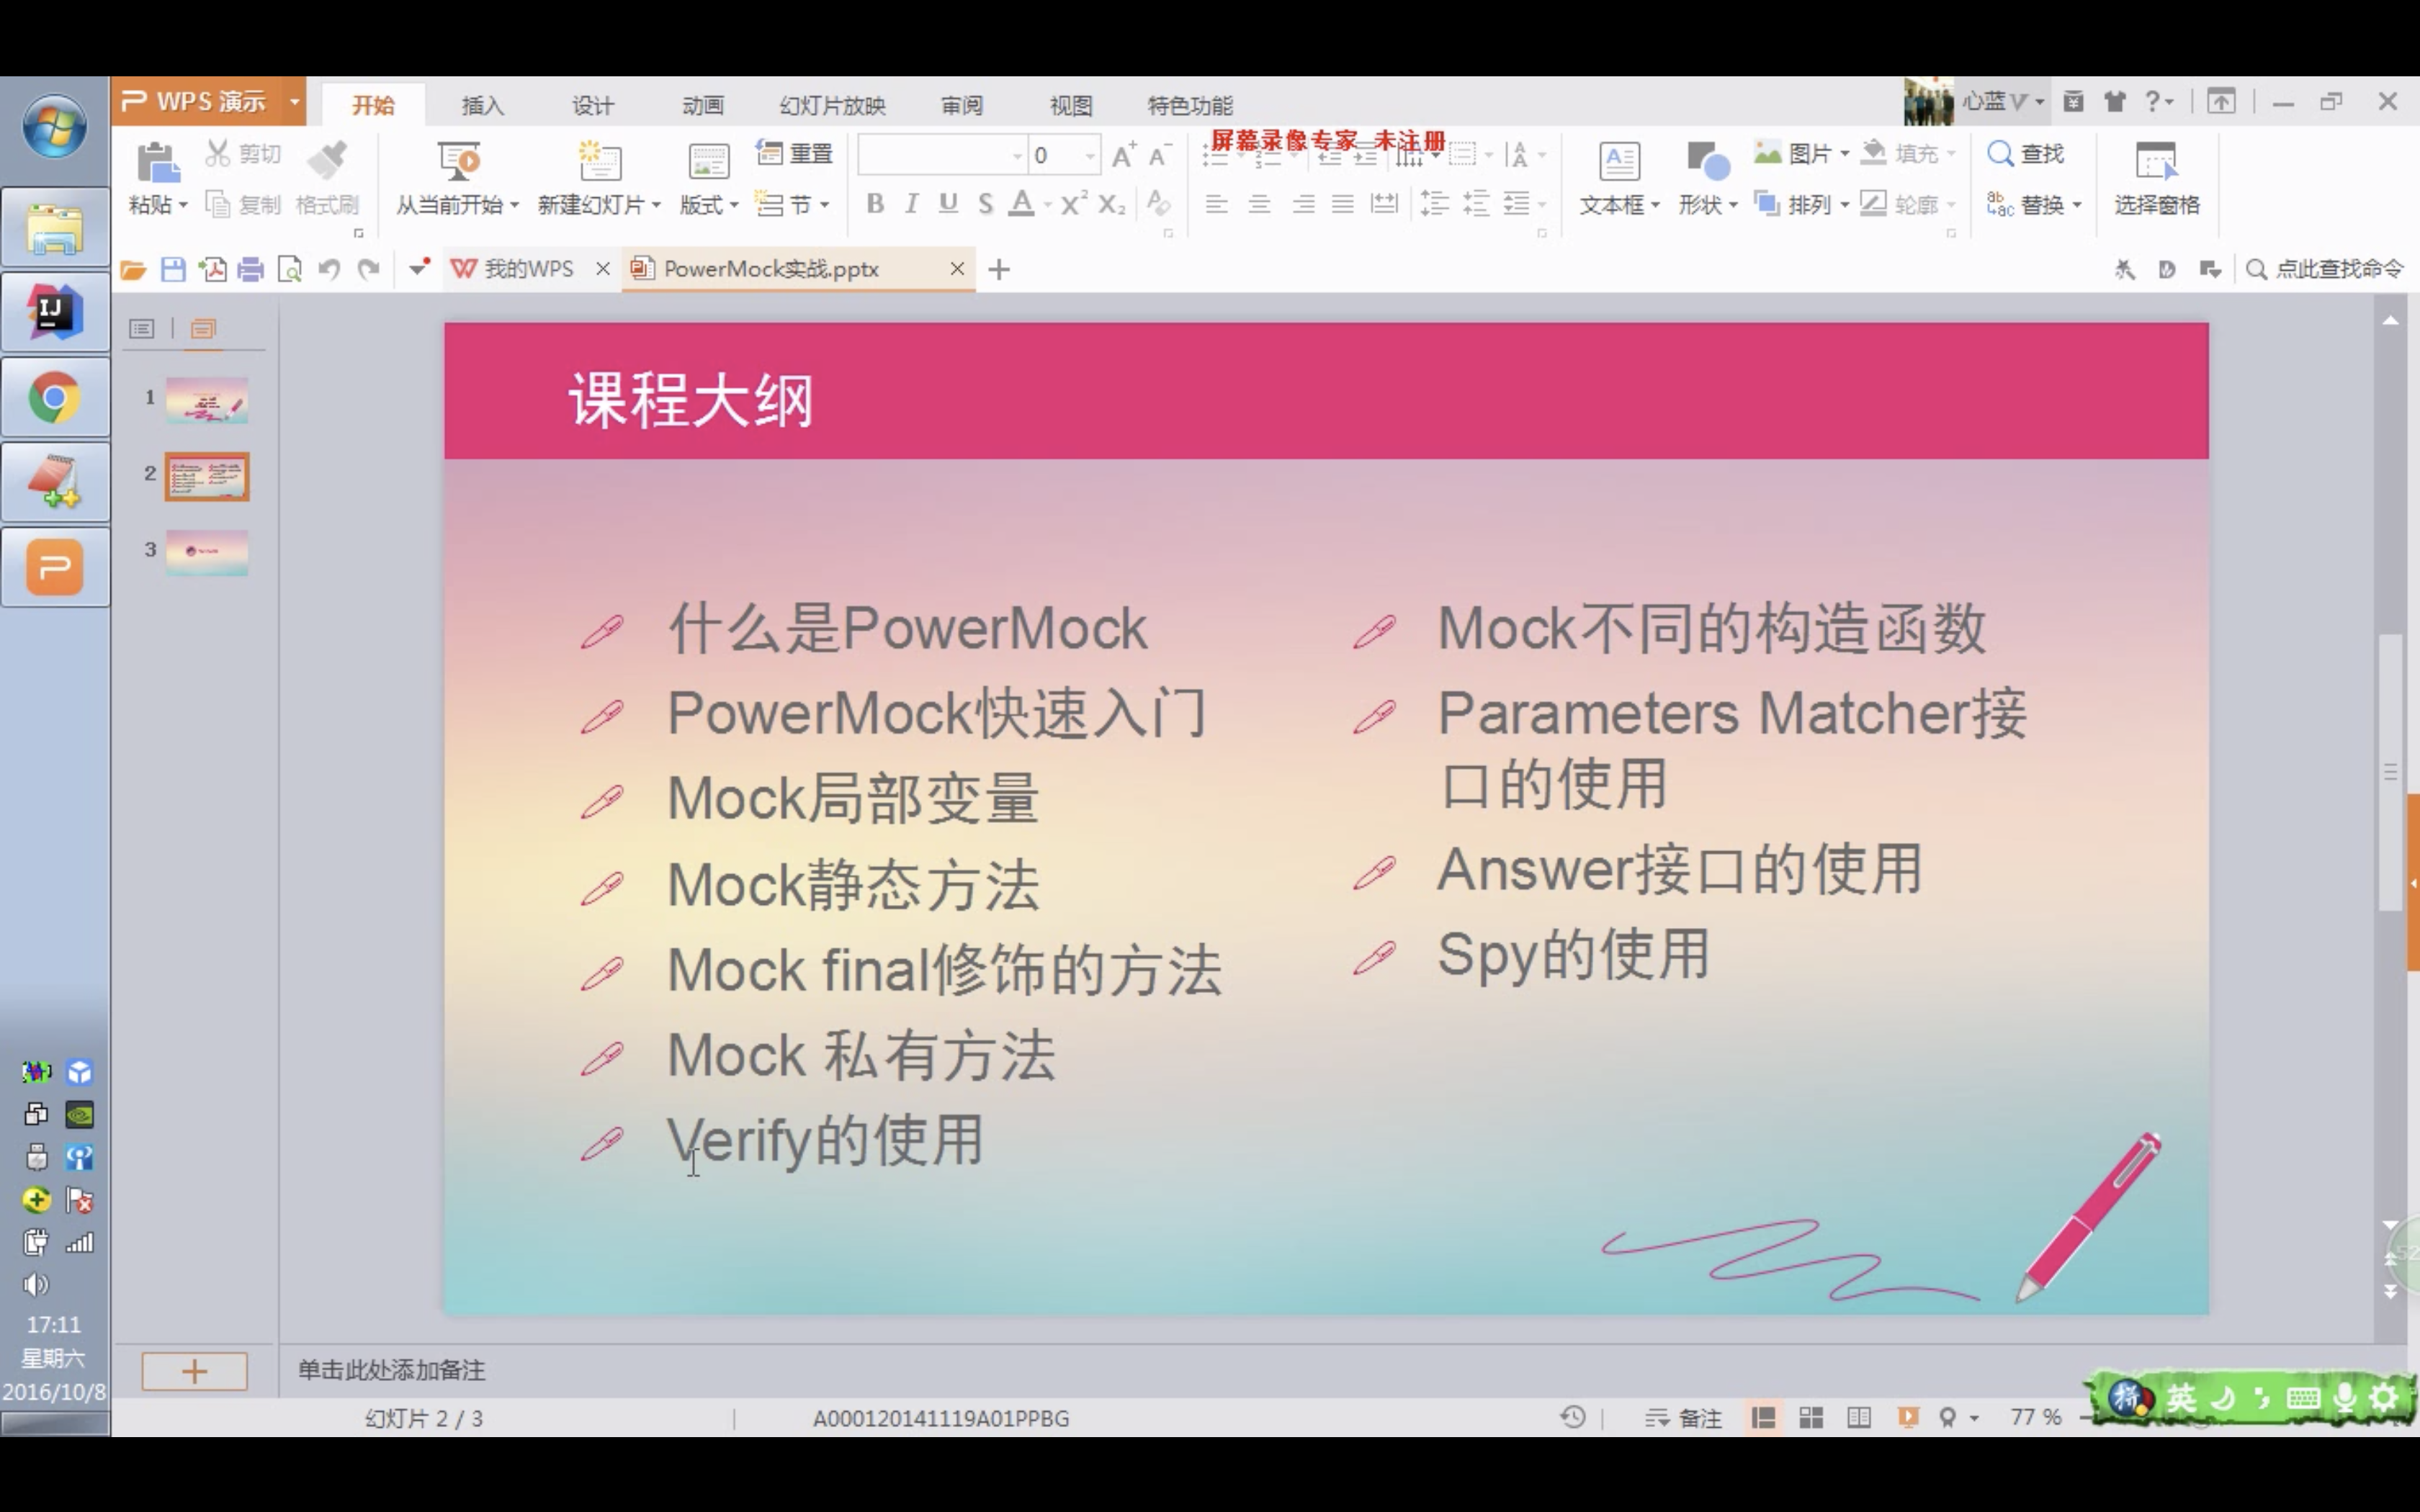 WPS 演示
开始 插入 设计 动画 幻灯片放映 审阅 视图 特色功能
心蓝
屏幕录像专家 未注册
剪切 重置 0 图片 填充 查找
粘贴 复制 格式刷 从当前开始 新建幻灯片 版式 节 B I U S A X² X₂ 文本框 形状 排列 轮廓 替换 选择窗格
我的WPS PowerMock实战.pptx 点此查找命令
课程大纲
1
2
3
什么是PowerMock
PowerMock快速入门
Mock局部变量
Mock静态方法
Mock final修饰的方法
Mock 私有方法
Verify的使用
Mock不同的构造函数
Parameters Matcher接
口的使用
Answer接口的使用
Spy的使用
17:11
星期六
2016/10/8
单击此处添加备注
幻灯片 2 / 3 A000120141119A01PPBG 备注 77 %
拼 英